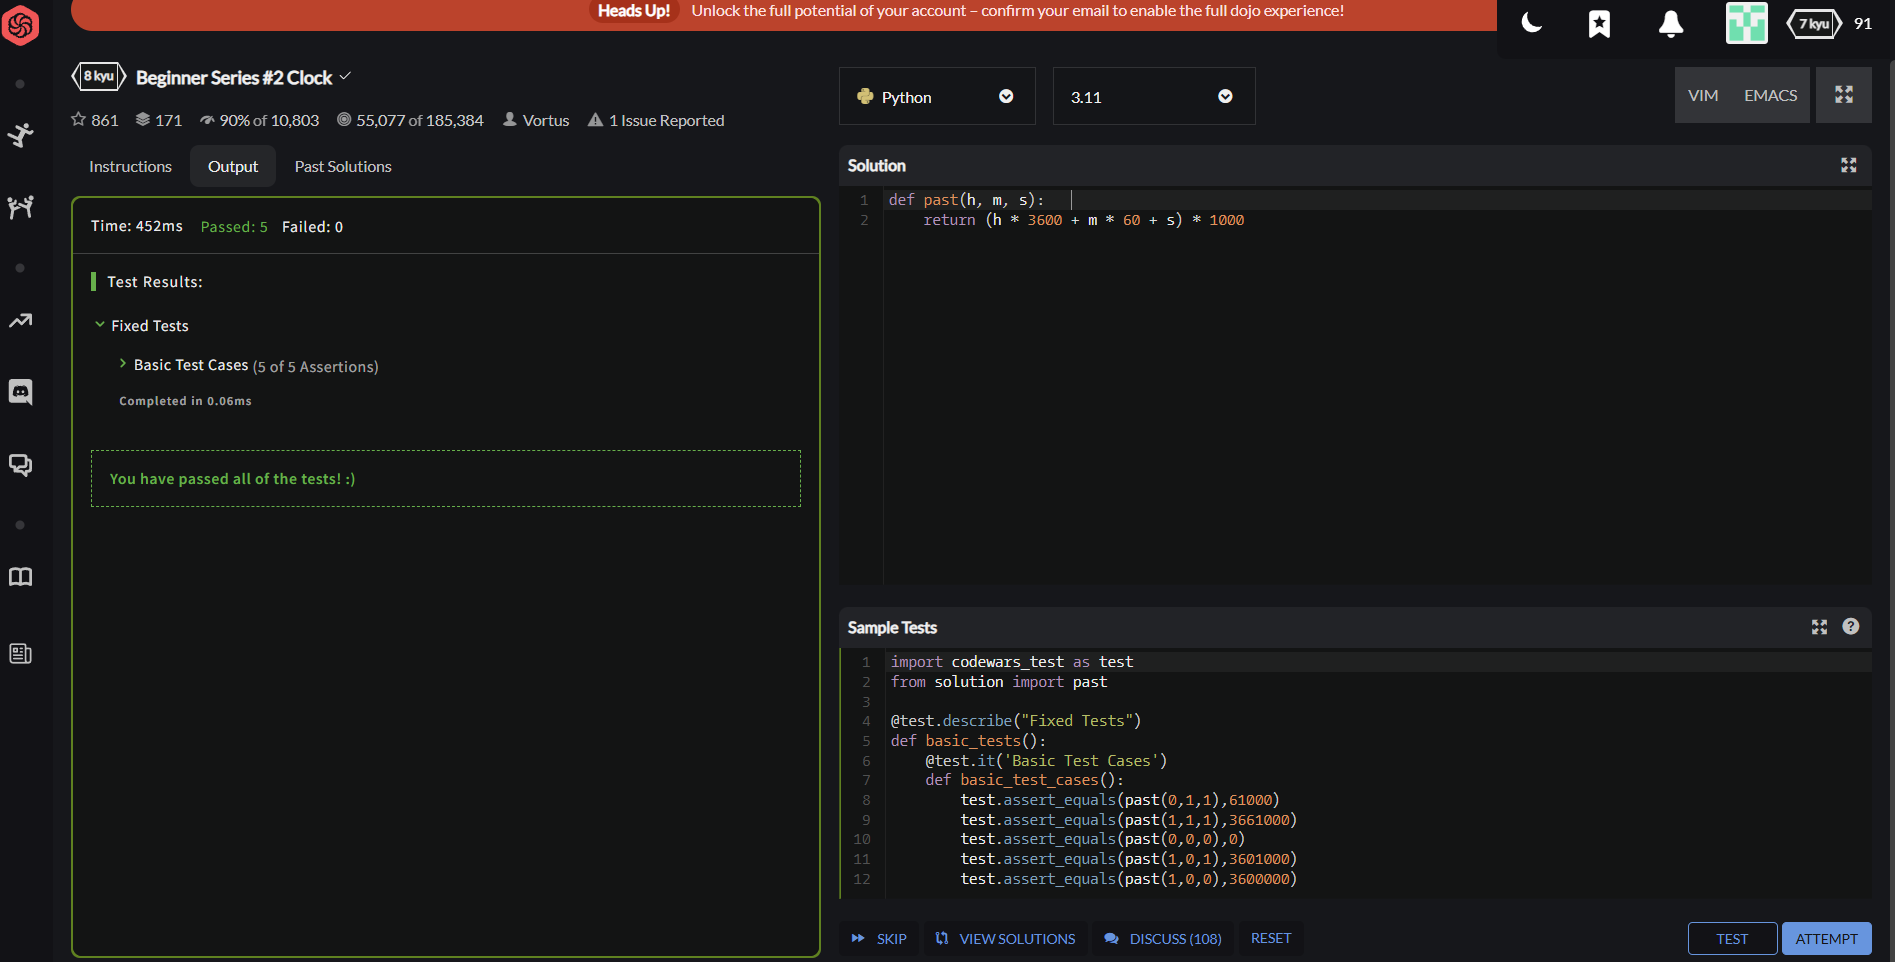 Heads Up! Unlock the full potential of your account – confirm your email to enable the full dojo experience!
7 kyu 91
8 kyu Beginner Series #2 Clock
861 171 90% of 10,803 55,077 of 185,384 Vortus 1 Issue Reported
Instructions Output Past Solutions
Time: 452ms Passed: 5 Failed: 0
Test Results:
Fixed Tests
Basic Test Cases (5 of 5 Assertions)
Completed in 0.06ms
You have passed all of the tests! :)
Python 3.11 VIM EMACS
Solution
1 def past(h, m, s):
2 return (h * 3600 + m * 60 + s) * 1000
Sample Tests ?
1 import codewars_test as test
2 from solution import past
3
4 @test.describe("Fixed Tests")
5 def basic_tests():
6 @test.it('Basic Test Cases')
7 def basic_test_cases():
8 test.assert_equals(past(0,1,1),61000)
9 test.assert_equals(past(1,1,1),3661000)
10 test.assert_equals(past(0,0,0),0)
11 test.assert_equals(past(1,0,1),3601000)
12 test.assert_equals(past(1,0,0),3600000)
SKIP VIEW SOLUTIONS DISCUSS (108) RESET TEST ATTEMPT